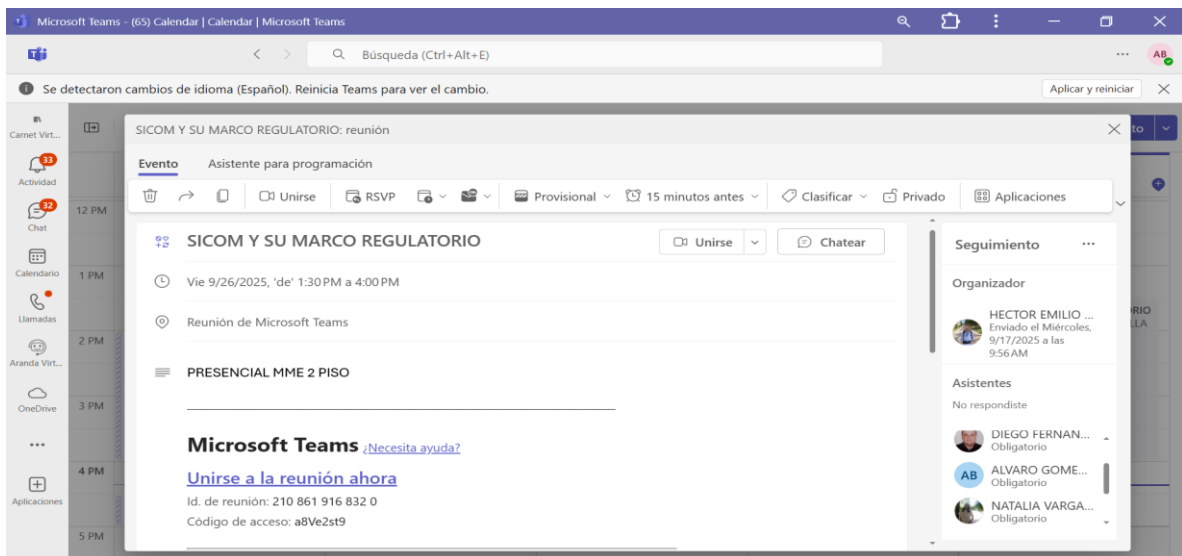 Microsoft Teams - (65) Calendar | Calendar | Microsoft Teams
Búsqueda (Ctrl+Alt+E)
AB
Se detectaron cambios de idioma (Español). Reinicia Teams para ver el cambio.
Aplicar y reiniciar
Carnet Virt...
33
Actividad
32
Chat
Calendario
Llamadas
Aranda Virt...
OneDrive
Aplicaciones
12 PM
1 PM
2 PM
3 PM
4 PM
5 PM
to
RIO
LLA
SICOM Y SU MARCO REGULATORIO: reunión
Evento
Asistente para programación
Unirse
RSVP
Provisional
15 minutos antes
Clasificar
Privado
Aplicaciones
SICOM Y SU MARCO REGULATORIO
Unirse
Chatear
Vie 9/26/2025, 'de' 1:30 PM a 4:00 PM
Reunión de Microsoft Teams
PRESENCIAL MME 2 PISO
Microsoft Teams ¿Necesita ayuda?
Unirse a la reunión ahora
Id. de reunión: 210 861 916 832 0
Código de acceso: a8Ve2st9
Seguimiento
Organizador
HECTOR EMILIO ...
Enviado el Miércoles,
9/17/2025 a las
9:56 AM
Asistentes
No respondiste
DIEGO FERNAN...
Obligatorio
AB
ALVARO GOME...
Obligatorio
NATALIA VARGA...
Obligatorio